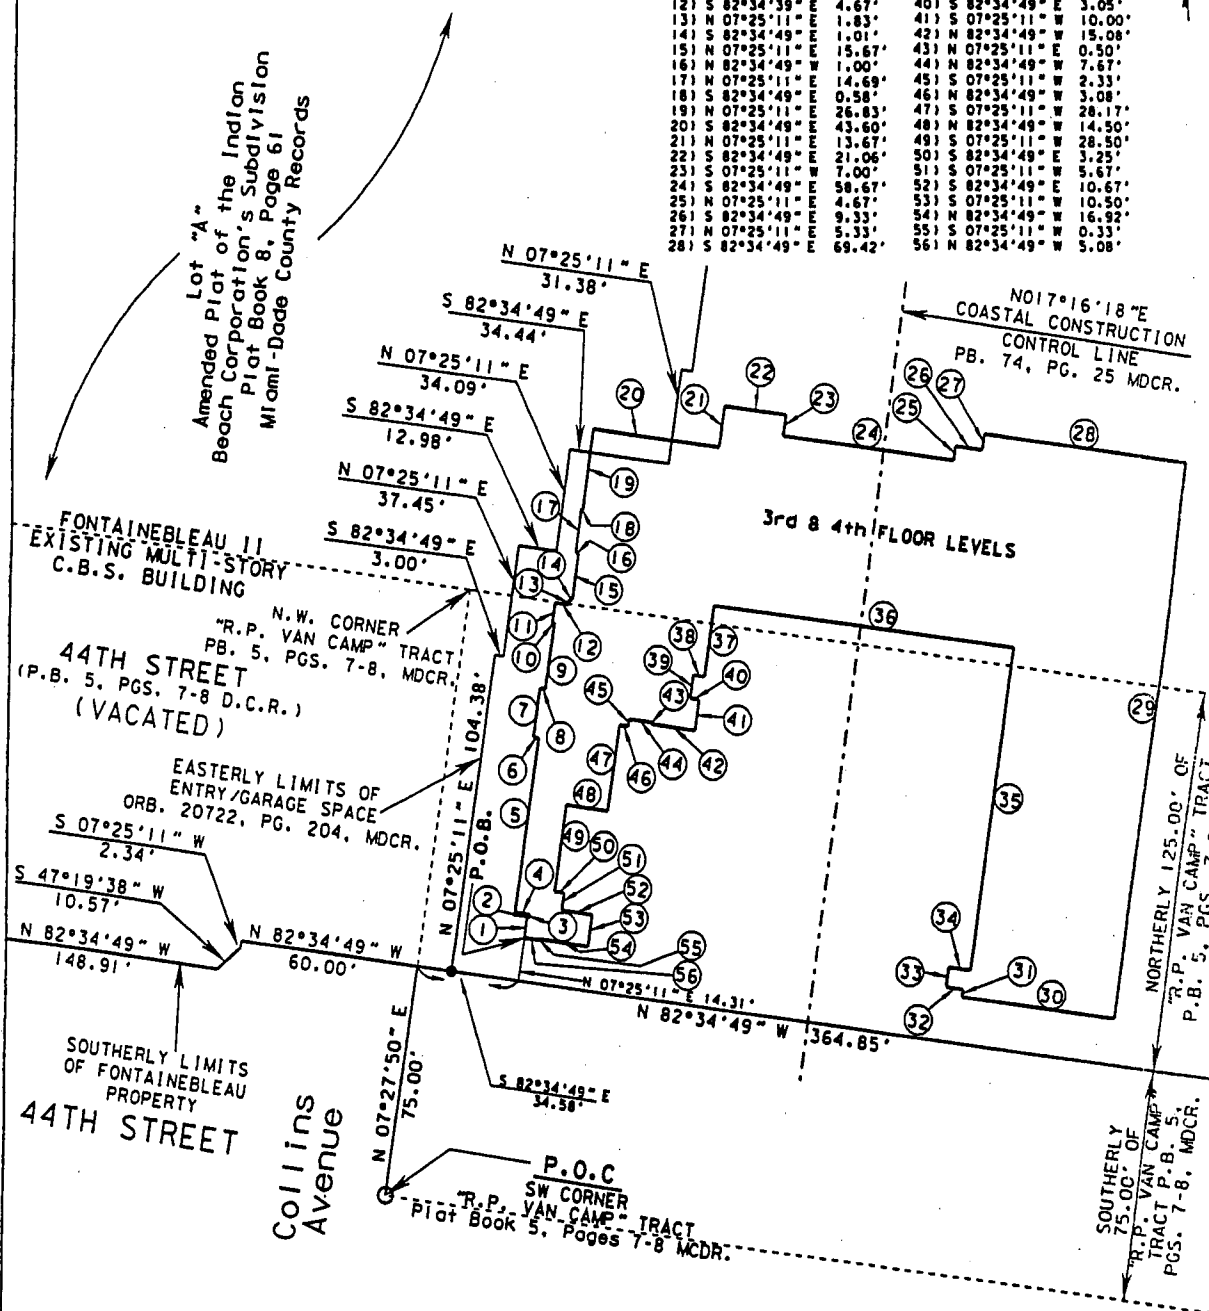 12) S 82°34'39" E 4.67' 40) S 82°34'49" E 3.05'
13) N 07°25'11" E 1.83' 41) S 07°25'11" W 10.00'
14) S 82°34'49" E 1.01' 42) N 82°34'49" W 15.08'
15) N 07°25'11" E 15.67' 43) N 07°25'11" E 0.50'
16) N 82°34'49" W 1.00' 44) N 82°34'49" W 7.67'
17) N 07°25'11" E 14.69' 45) S 07°25'11" W 2.33'
18) S 82°34'49" E 0.58' 46) N 82°34'49" W 3.08'
19) N 07°25'11" E 26.83' 47) S 07°25'11" W 28.17'
20) S 82°34'49" E 43.60' 48) N 82°34'49" W 14.50'
21) N 07°25'11" E 13.67' 49) S 07°25'11" W 28.50'
22) S 82°34'49" E 21.06' 50) S 82°34'49" E 3.25'
23) S 07°25'11" W 7.00' 51) S 07°25'11" W 5.67'
24) S 82°34'49" E 58.67' 52) S 82°34'49" E 10.67'
25) N 07°25'11" E 4.67' 53) S 07°25'11" W 10.50'
26) S 82°34'49" E 9.33' 54) N 82°34'49" W 16.92'
27) N 07°25'11" E 5.33' 55) S 07°25'11" W 0.33'
28) S 82°34'49" E 69.42' 56) N 82°34'49" W 5.08'
Lot "A"
Amended Plat of the Indian
Beach Corporation's Subdivision
Plat Book 8, Page 61
Miami-Dade County Records
N 07°25'11" E
31.38'
S 82°34'49" E
34.44'
N 07°25'11" E
34.09'
S 82°34'49" E
12.98'
N 07°25'11" E
37.45'
S 82°34'49" E
3.00'
N017°16'18"E
COASTAL CONSTRUCTION
CONTROL LINE
PB. 74, PG. 25 MDCR.
20
21
22
23
24
25
26
27
28
19
17
18
16
15
14
13
12
11
10
9
8
7
6
5
4
3
2
1
3rd & 4th FLOOR LEVELS
FONTAINEBLEAU II
EXISTING MULTI-STORY
C.B.S. BUILDING
N.W. CORNER
"R.P. VAN CAMP" TRACT
PB. 5, PGS. 7-8, MDCR.
44TH STREET
(P.B. 5, PGS. 7-8 D.C.R.)
(VACATED)
EASTERLY LIMITS OF
ENTRY/GARAGE SPACE
ORB. 20722, PG. 204, MDCR.
N 07°25'11" E 104.38'
P.O.B.
36
37
38
39
40
41
42
43
44
45
46
47
48
49
50
51
52
53
54
55
56
29
35
34
33
32
31
30
S 07°25'11" W
2.34'
S 47°19'38" W
10.57'
N 82°34'49" W
148.91'
N 82°34'49" W
60.00'
N 07°25'11" E 14.31'
N 82°34'49" W 364.85'
S 82°34'49" E
34.58'
N 07°27'50" E
75.00'
SOUTHERLY LIMITS
OF FONTAINEBLEAU
PROPERTY
44TH STREET
Collins
Avenue
P.O.C
SW CORNER
"R.P. VAN CAMP" TRACT
Plat Book 5, Pages 7-8 MCDR.
NORTHERLY 125.00' OF
"R.P. VAN CAMP" TRACT
P.B. 5, PGS. 7-8
SOUTHERLY
75.00' OF
"R.P. VAN CAMP"
TRACT P.B. 5,
PGS. 7-8, MDCR.